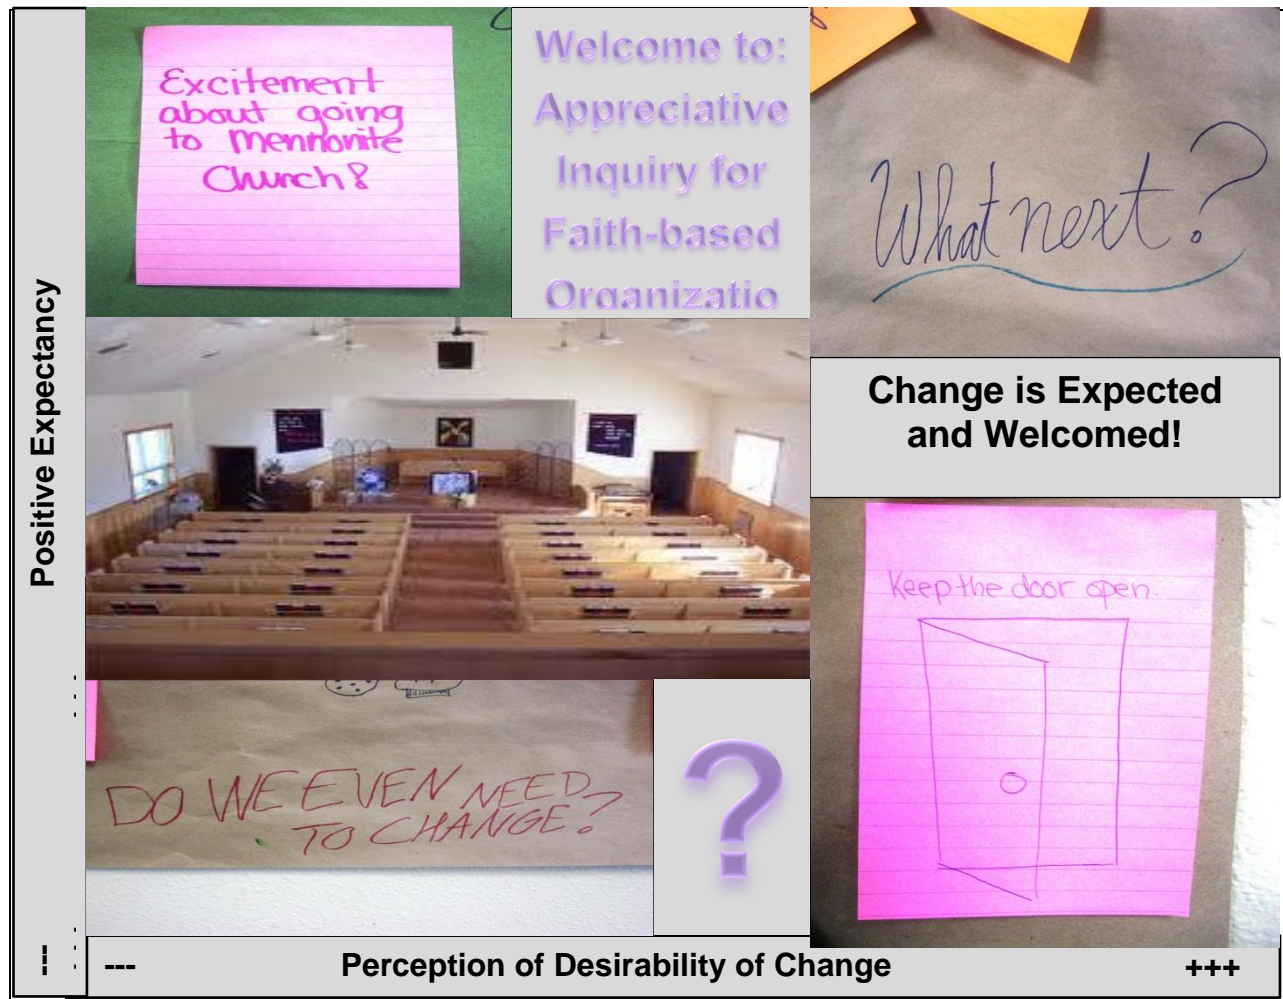 Excitement
about going
to Mennonite
Church!
Welcome to:
Appreciative
Inquiry for
Faith-based
Organizatio
What next?
Positive Expectancy
Change is Expected
and Welcomed!
Keep the door open.
DO WE EVEN NEED
TO CHANGE?
?
---
--- Perception of Desirability of Change +++